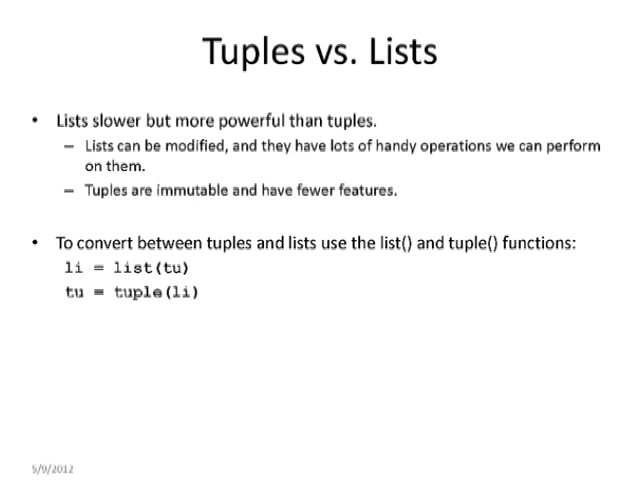 Tuples vs. Lists
• Lists slower but more powerful than tuples.
– Lists can be modified, and they have lots of handy operations we can perform
on them.
– Tuples are immutable and have fewer features.
• To convert between tuples and lists use the list() and tuple() functions:
li = list(tu)
tu = tuple(li)
5/9/2012